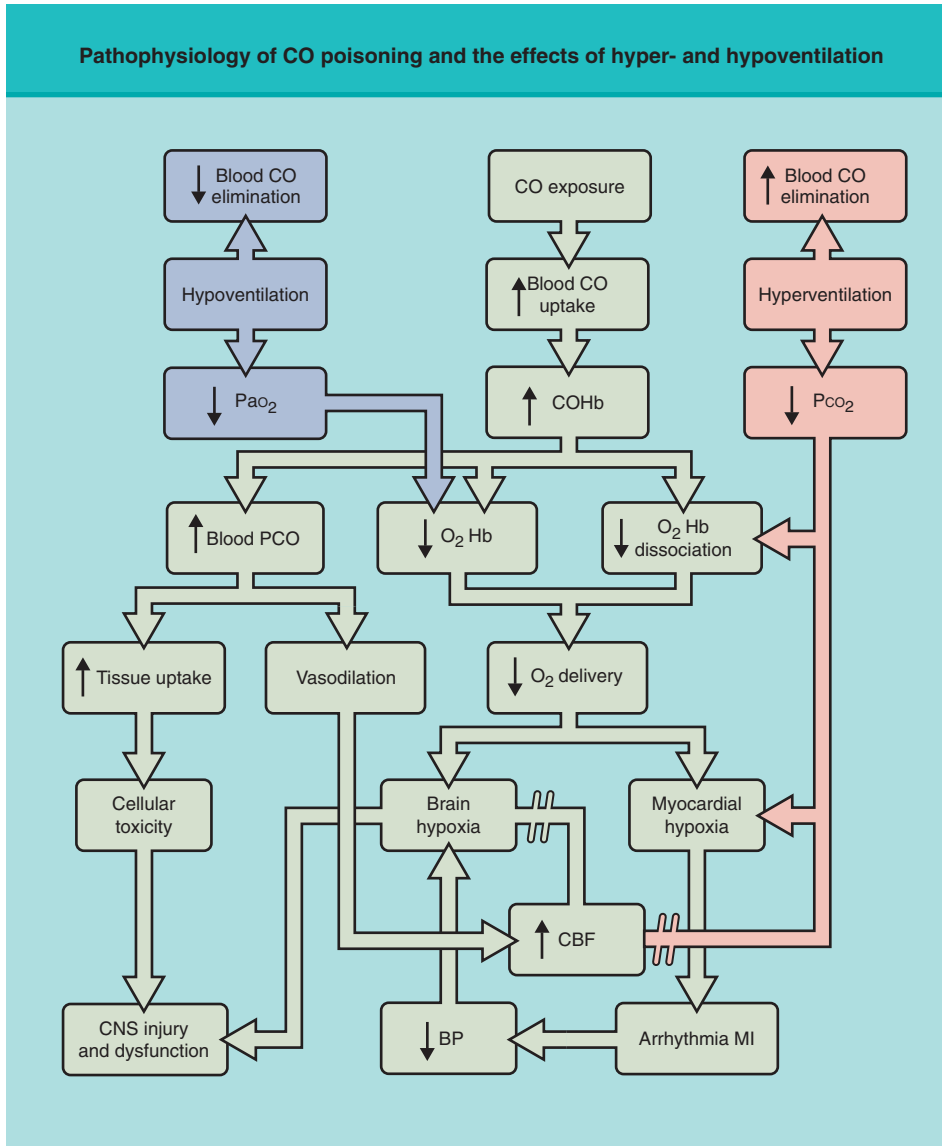 Pathophysiology of CO poisoning and the effects of hyper- and hypoventilation
↓ Blood CO
elimination
CO exposure
↑ Blood CO
elimination
Hypoventilation
↑ Blood CO
uptake
Hyperventilation
↓ PaO₂
↑ COHb
↓ PCO₂
↑ Blood PCO
↓ O₂ Hb
↓ O₂ Hb
dissociation
↑ Tissue uptake
Vasodilation
↓ O₂ delivery
Cellular
toxicity
Brain
hypoxia
Myocardial
hypoxia
↑ CBF
CNS injury
and dysfunction
↓ BP
Arrhythmia MI